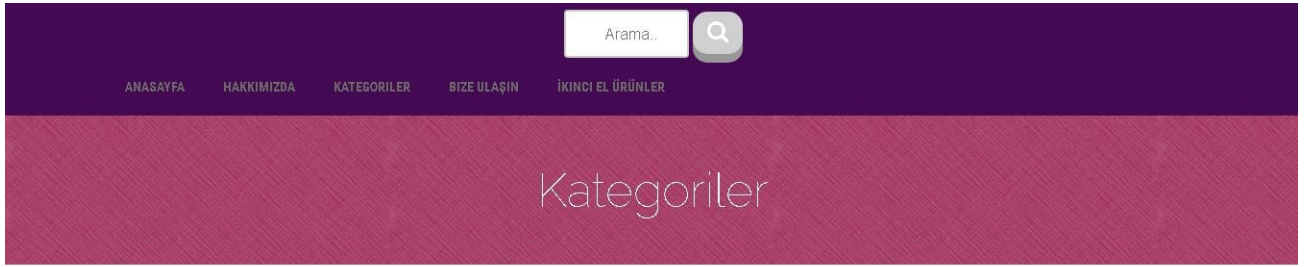 Arama..
ANASAYFA HAKKIMIZDA KATEGORILER BIZE ULAŞIN İKINCI EL ÜRÜNLER
Kategoriler